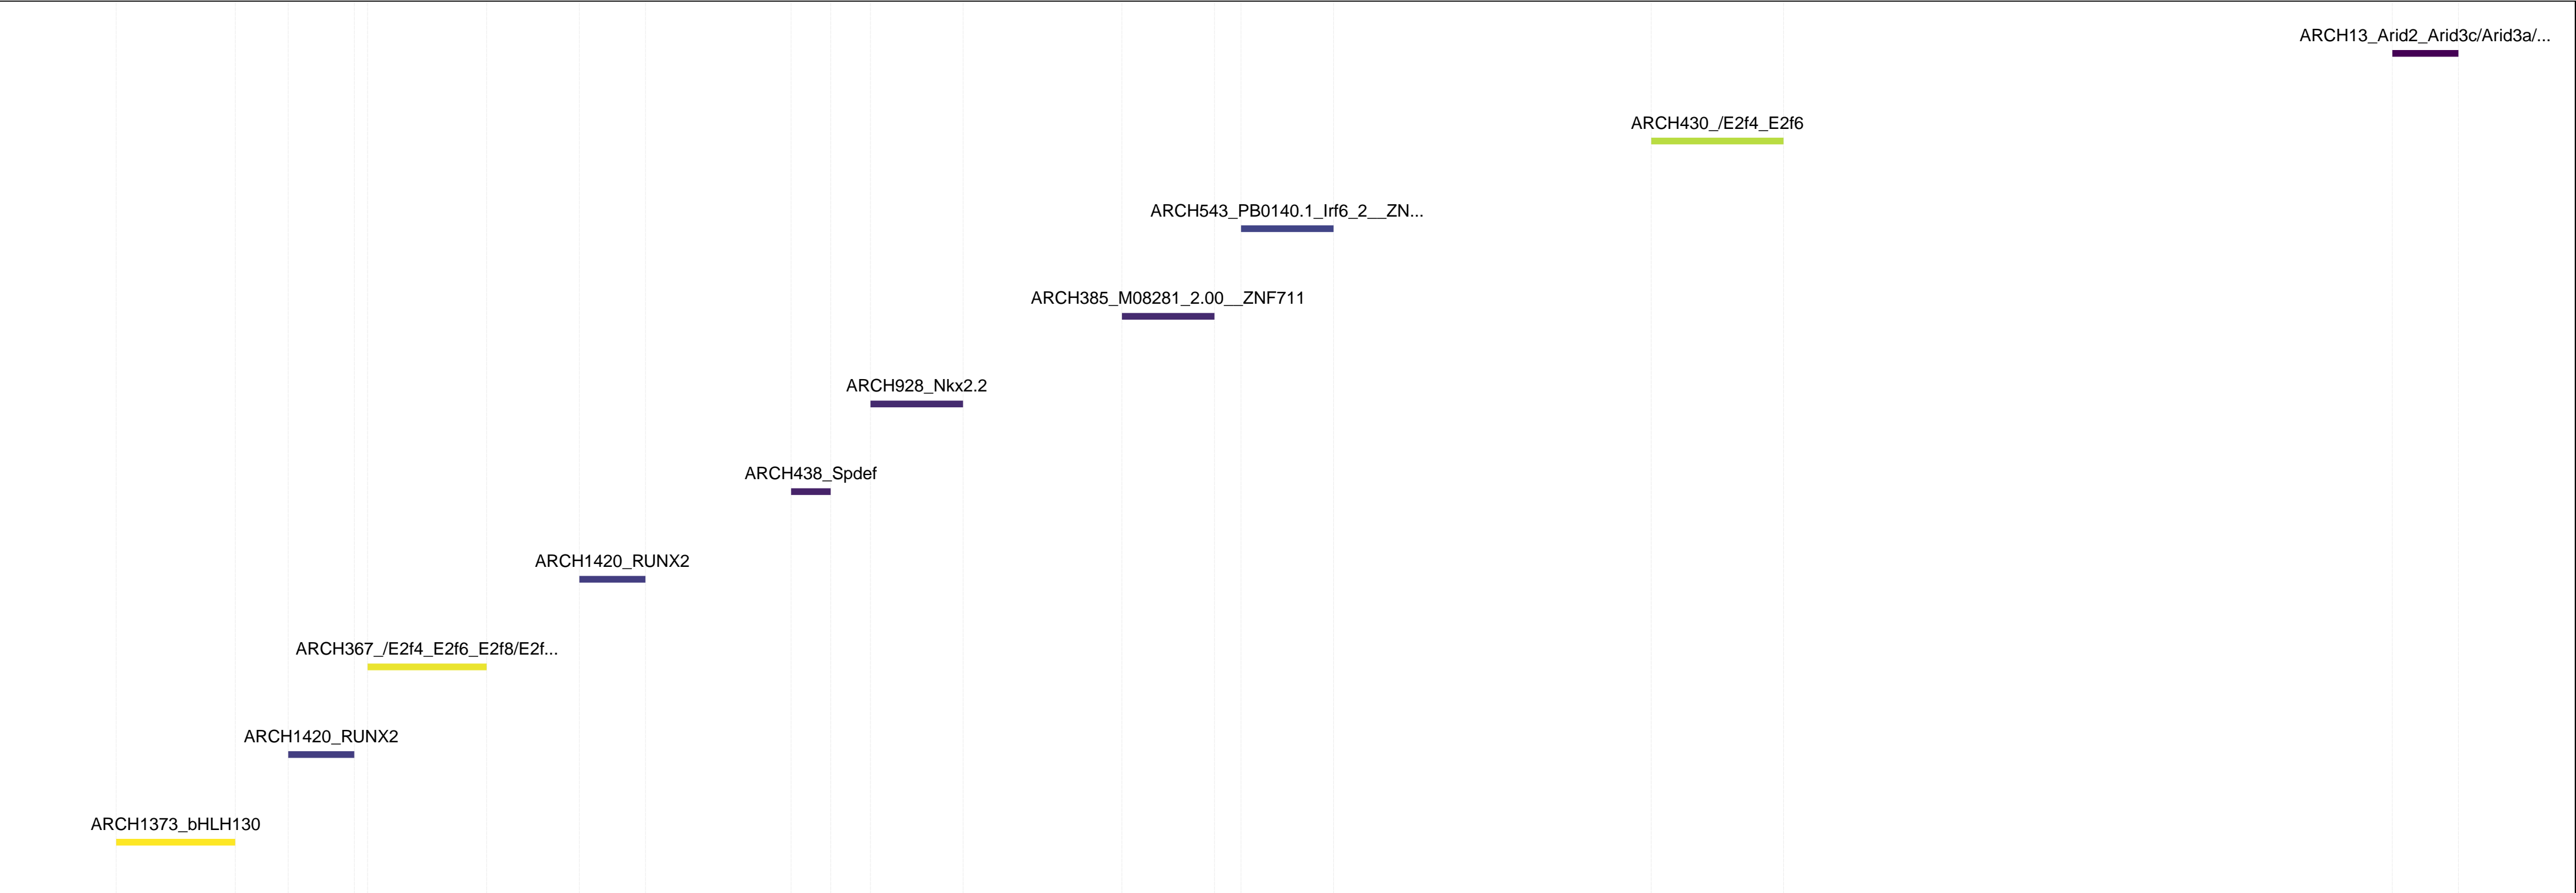 ARCH13_Arid2_Arid3c/Arid3a/...
ARCH430_/E2f4_E2f6
ARCH543_PB0140.1_Irf6_2__ZN...
ARCH385_M08281_2.00__ZNF711
ARCH928_Nkx2.2
ARCH438_Spdef
ARCH1420_RUNX2
ARCH367_/E2f4_E2f6_E2f8/E2f...
ARCH1420_RUNX2
ARCH1373_bHLH130